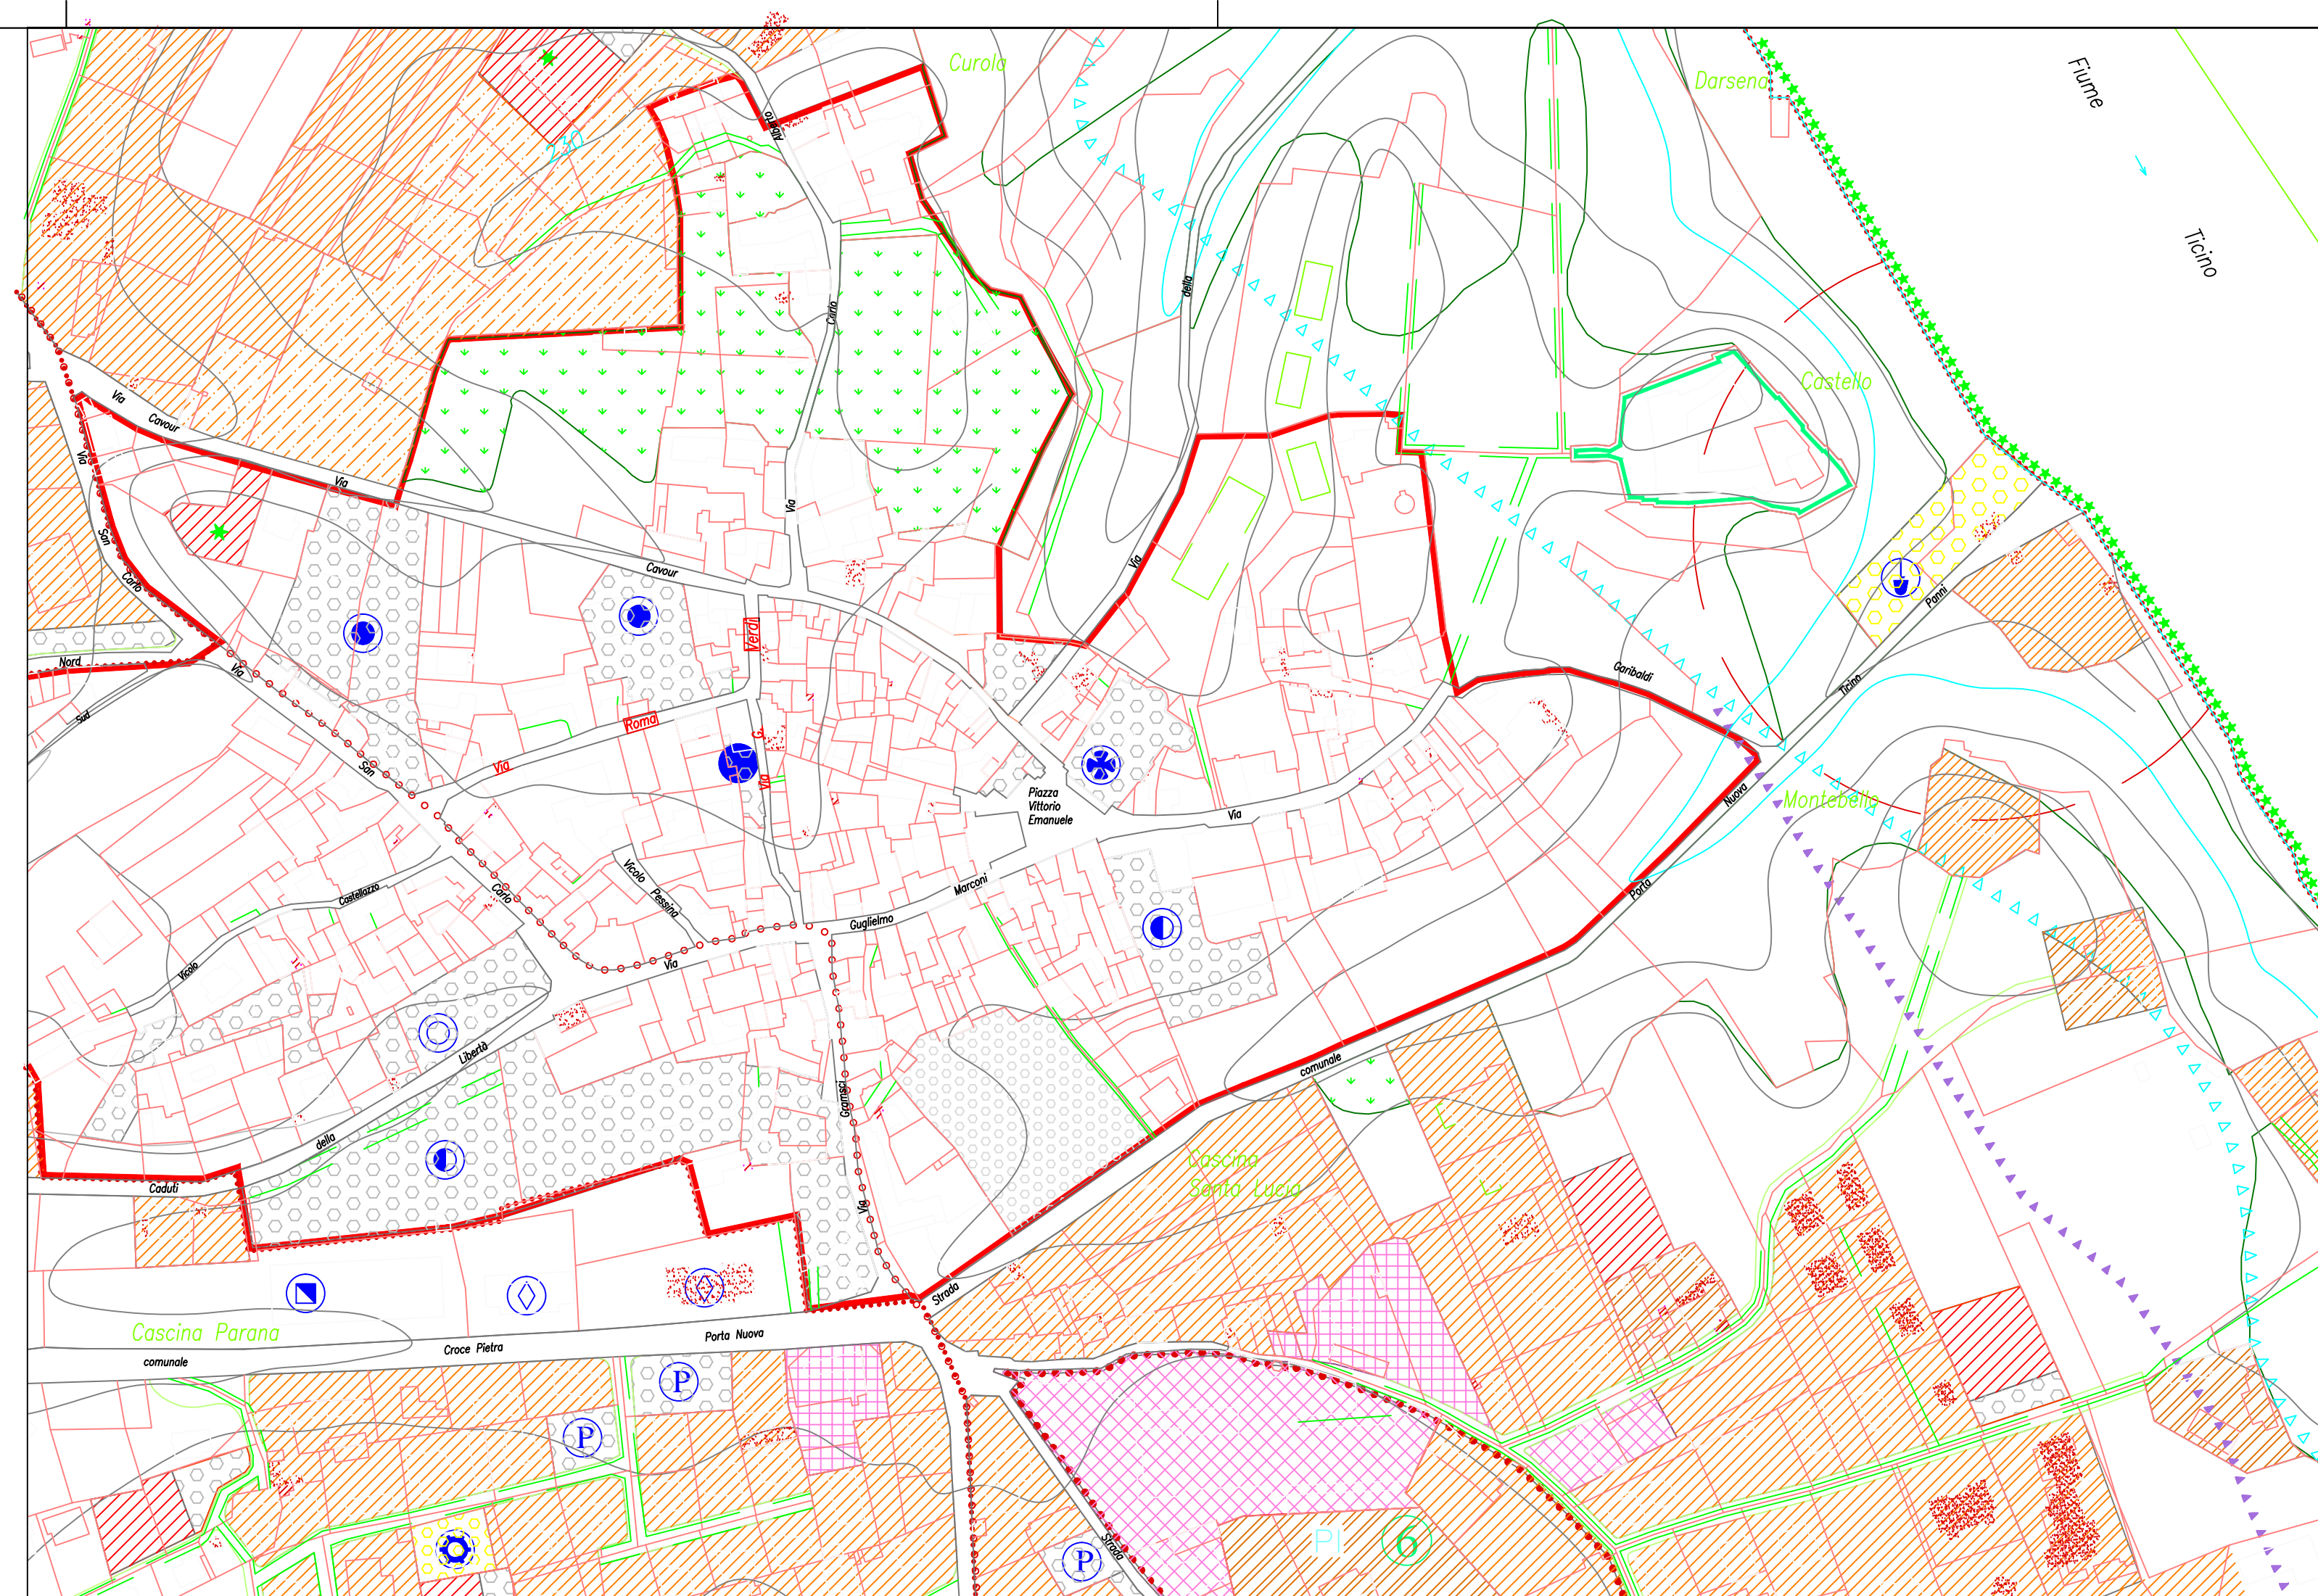 Curola
Darsena
Fiume
Ticino
210
Alberto
Carlo
Via
della
Via
Castello
Via
Cavour
Via
Cavour
Via
San
Carlo
Nord
Sud
Via
San
Carlo
Verdi
G.
Via
Roma
Via
Garibaldi
Ticino
Panni
Piazza
Vittorio
Emanuele
Via
Nuova
Porta
comunale
Strada
Montebello
Vicolo
Castellazzo
Vicolo Pessina
Marconi
Guglielmo
Via
Libertà
della
Caduti
Gramsci
Via
Cascina
Santa Lucia
Cascina Parana
comunale
Croce Pietra
Porta Nuova
P
P
P
Strada
PI
6